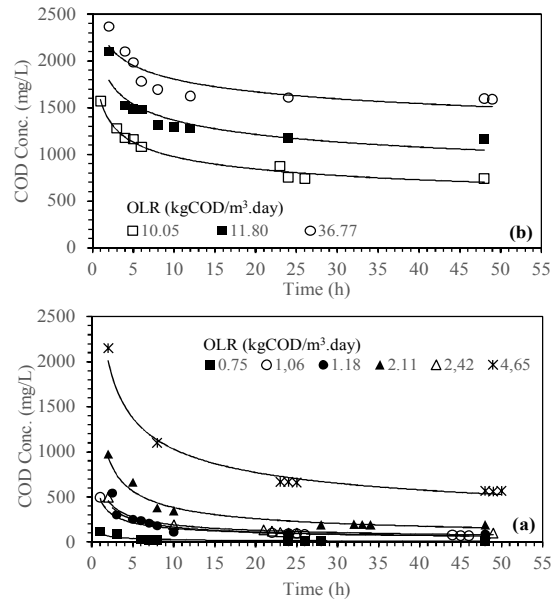 2500
2000
1500
1000
500
0
COD Conc. (mg/L)
OLR (kgCOD/m³.day)
10.05 11.80 36.77
(b)
0 5 10 15 20 25 30 35 40 45 50 55
Time (h)
2500
2000
1500
1000
500
0
COD Conc. (mg/L)
OLR (kgCOD/m³.day)
0.75 1,06 1.18 2.11 2,42 4,65
(a)
0 5 10 15 20 25 30 35 40 45 50 55
Time (h)